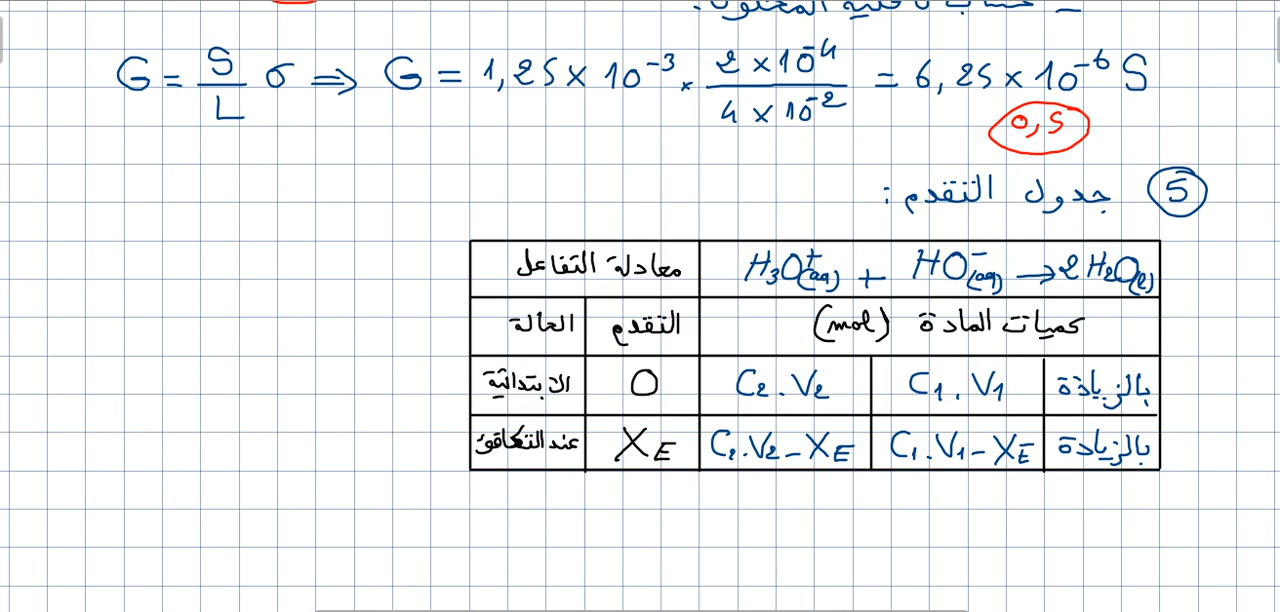 G = S/L σ ⟹ G = 1,25 × 10⁻³ × (2 × 10⁻⁴)/(4 × 10⁻²) = 6,25 × 10⁻⁶ S
0,5
⑤ جدول التقدم :
معادلة التفاعل H₃O⁺(aq) + HO⁻(aq) → 2 H₂O(l)
الحالة التقدم كميات المادة (mol)
الابتدائية 0 C₂.V₂ C₁.V₁ بالزيادة
عند التكافؤ X_E C₂.V₂ − X_E C₁.V₁ − X_E بالزيادة